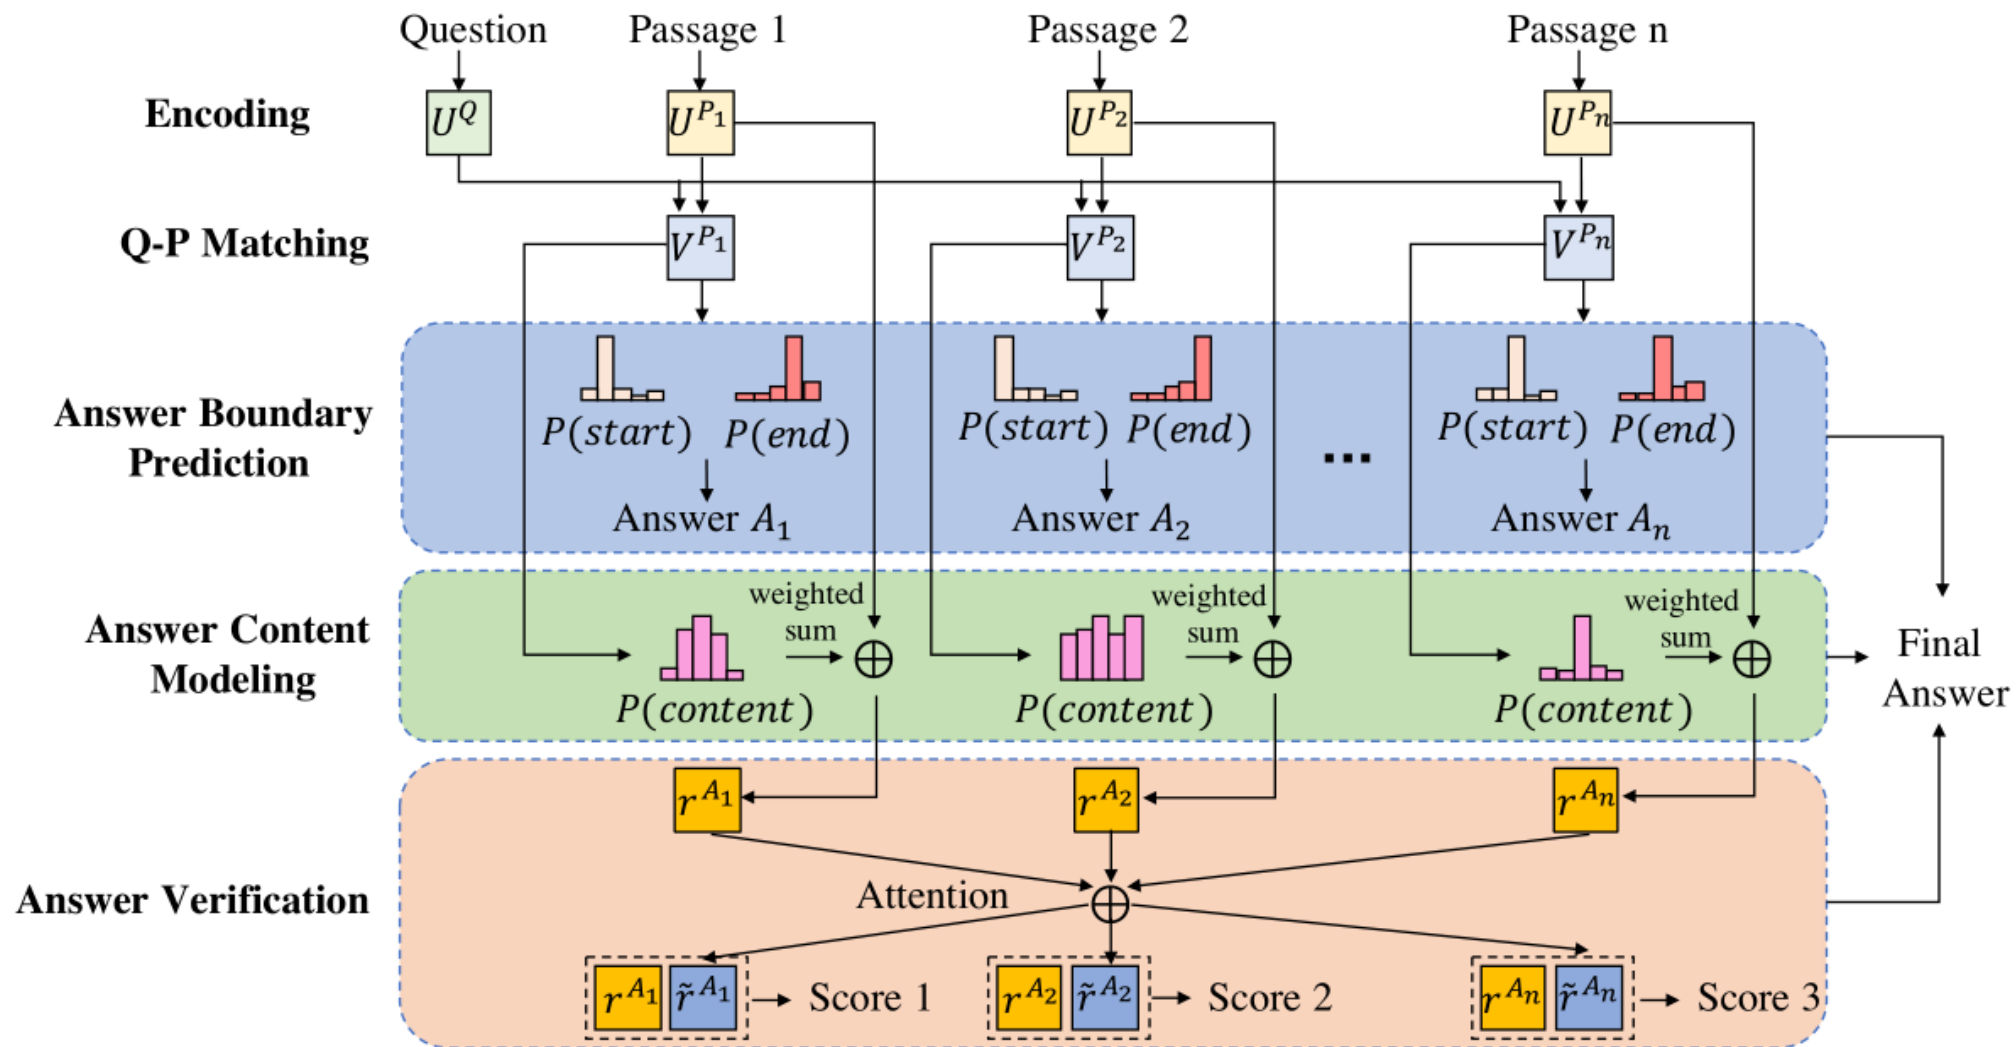 Question Passage 1 Passage 2 Passage n
Encoding U^Q U^{P_1} U^{P_2} U^{P_n}
Q-P Matching V^{P_1} V^{P_2} V^{P_n}
Answer Boundary
Prediction
P(start) P(end) P(start) P(end) ... P(start) P(end)
Answer A_1 Answer A_2 Answer A_n
Answer Content
Modeling
weighted
sum
weighted
sum
weighted
sum
P(content) P(content) P(content)
Final
Answer
Answer Verification
r^{A_1} r^{A_2} r^{A_n}
Attention
r^{A_1} r̃^{A_1} Score 1 r^{A_2} r̃^{A_2} Score 2 r^{A_n} r̃^{A_n} Score 3